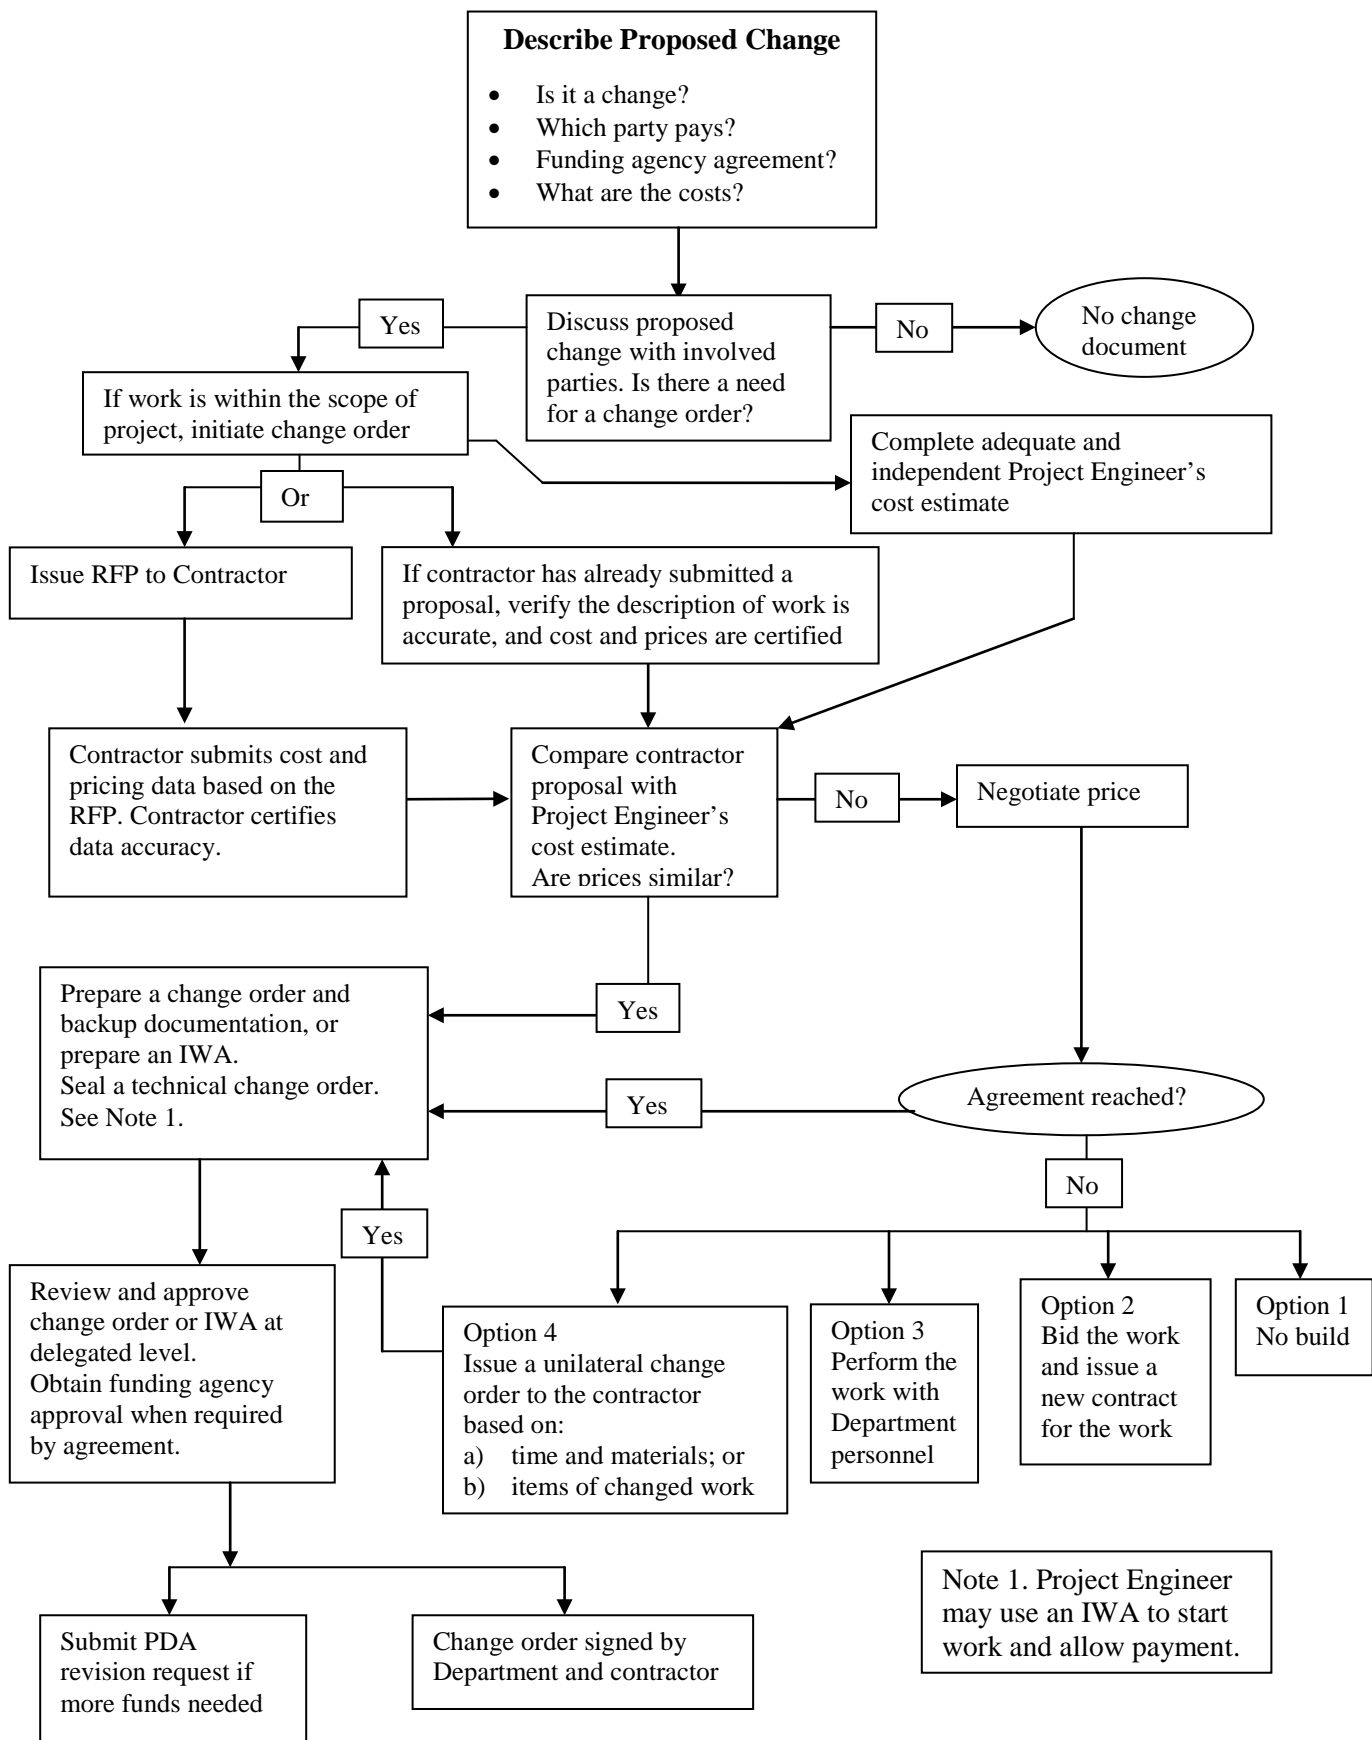 Describe Proposed Change
• Is it a change?
• Which party pays?
• Funding agency agreement?
• What are the costs?
Yes
Discuss proposed
change with involved
parties. Is there a need
for a change order?
No
No change
document
If work is within the scope of
project, initiate change order
Complete adequate and
independent Project Engineer's
cost estimate
Or
Issue RFP to Contractor
If contractor has already submitted a
proposal, verify the description of work is
accurate, and cost and prices are certified
Contractor submits cost and
pricing data based on the
RFP. Contractor certifies
data accuracy.
Compare contractor
proposal with
Project Engineer's
cost estimate.
Are prices similar?
No
Negotiate price
Yes
Prepare a change order and
backup documentation, or
prepare an IWA.
Seal a technical change order.
See Note 1.
Yes
Agreement reached?
No
Yes
Review and approve
change order or IWA at
delegated level.
Obtain funding agency
approval when required
by agreement.
Option 4
Issue a unilateral change
order to the contractor
based on:
a) time and materials; or
b) items of changed work
Option 3
Perform the
work with
Department
personnel
Option 2
Bid the work
and issue a
new contract
for the work
Option 1
No build
Note 1. Project Engineer
may use an IWA to start
work and allow payment.
Submit PDA
revision request if
more funds needed
Change order signed by
Department and contractor